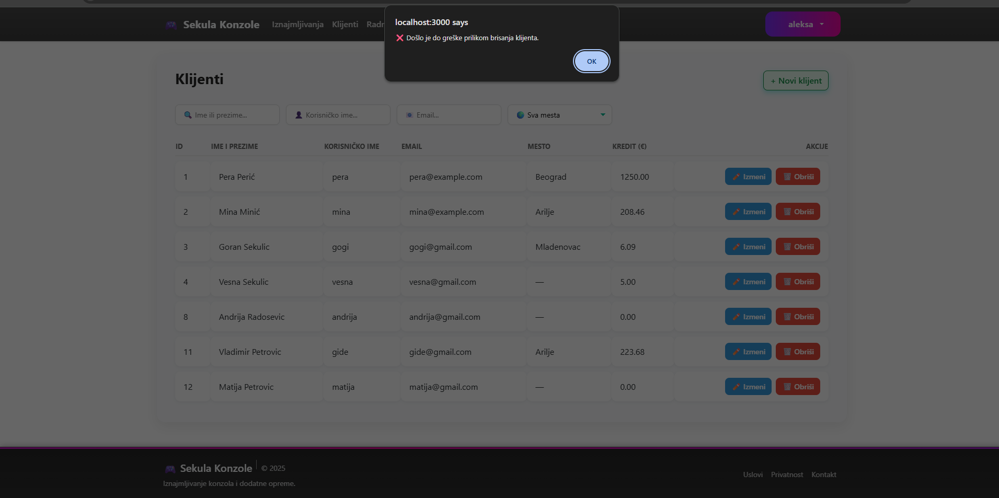 localhost:3000 says
❌ Došlo je do greške prilikom brisanja klijenta.
OK
Sekula Konzole Iznajmljivanja Klijenti aleksa
Klijenti
+ Novi klijent
Ime ili prezime... Korisničko ime... Email... Sva mesta
ID IME I PREZIME KORISNIČKO IME EMAIL MESTO KREDIT (€) AKCIJE
1 Pera Perić pera pera@example.com Beograd 1250.00 Izmeni Obriši
2 Mina Minić mina mina@example.com Arilje 208.46 Izmeni Obriši
3 Goran Sekulic gogi gogi@gmail.com Mladenovac 6.09 Izmeni Obriši
4 Vesna Sekulic vesna vesna@gmail.com — 5.00 Izmeni Obriši
8 Andrija Radosevic andrija andrija@gmail.com — 0.00 Izmeni Obriši
11 Vladimir Petrovic gide gide@gmail.com Arilje 223.68 Izmeni Obriši
12 Matija Petrovic matija matija@gmail.com — 0.00 Izmeni Obriši
Sekula Konzole © 2025
Iznajmljivanje konzola i dodatne opreme.
Uslovi Privatnost Kontakt